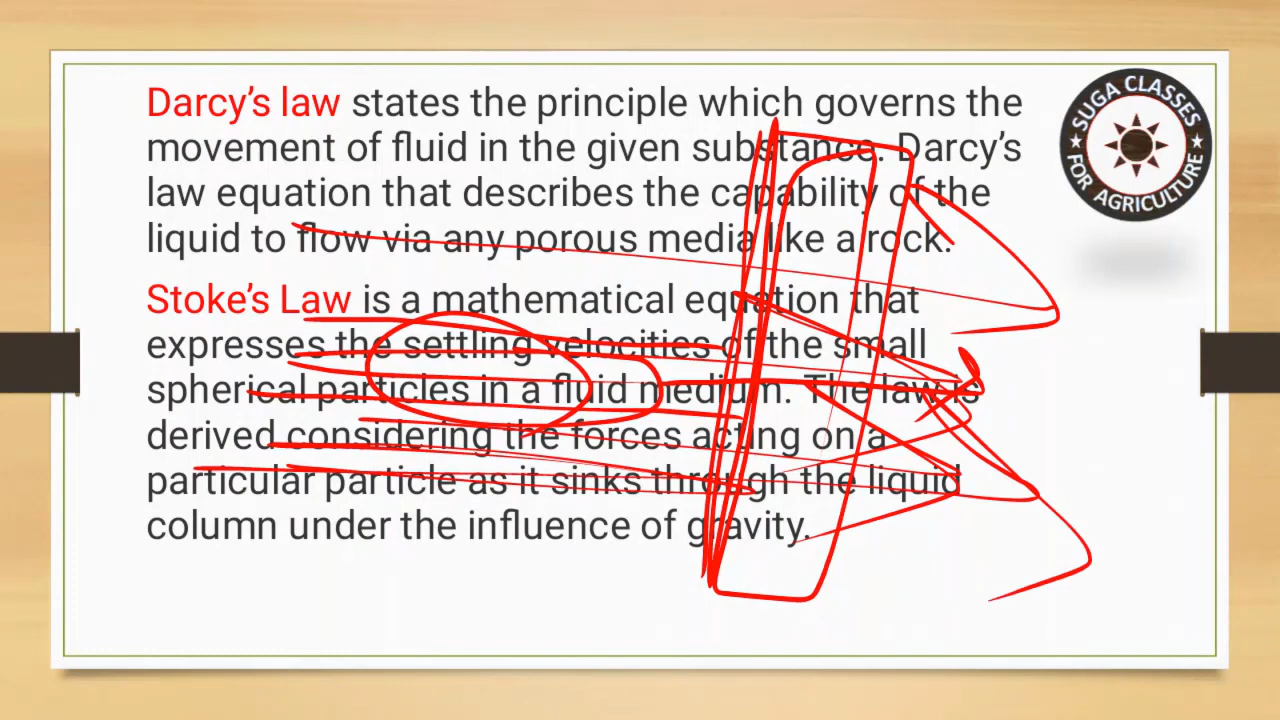 Darcy's law states the principle which governs the
movement of fluid in the given substance. Darcy's
law equation that describes the capability of the
liquid to flow via any porous media like a rock.
Stoke's Law is a mathematical equation that
expresses the settling velocities of the small
spherical particles in a fluid medium. The law is
derived considering the forces acting on a
particular particle as it sinks through the liquid
column under the influence of gravity.
SUGA CLASSES
FOR AGRICULTURE